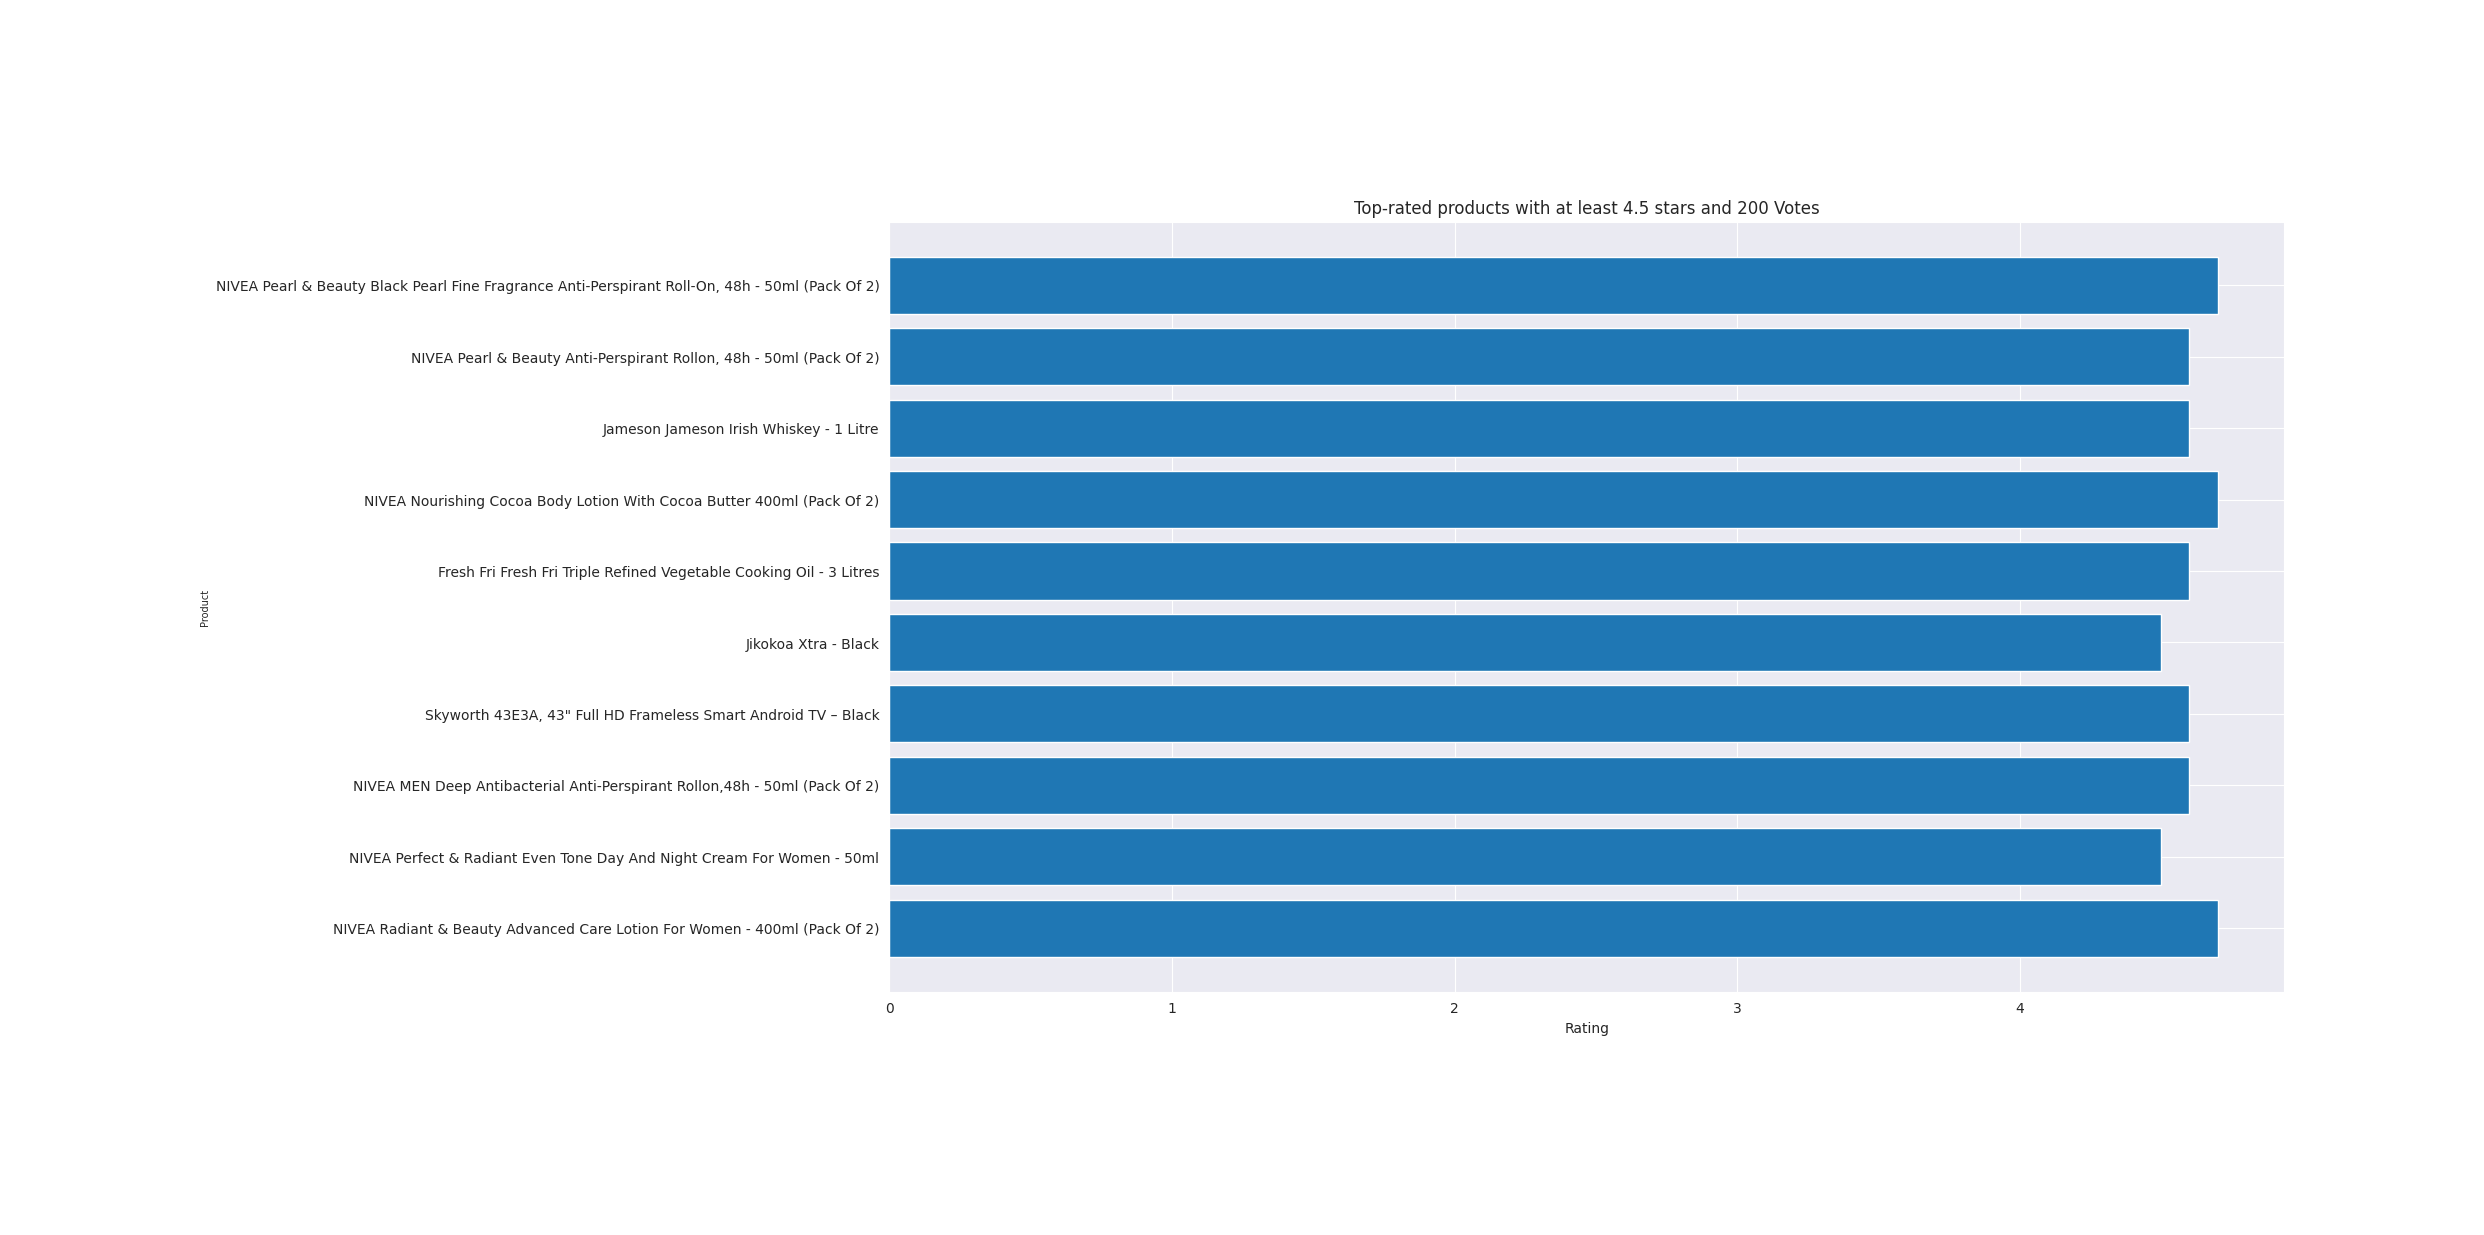 Top-rated products with at least 4.5 stars and 200 Votes
NIVEA Pearl & Beauty Black Pearl Fine Fragrance Anti-Perspirant Roll-On, 48h - 50ml (Pack Of 2)
NIVEA Pearl & Beauty Anti-Perspirant Rollon, 48h - 50ml (Pack Of 2)
Jameson Jameson Irish Whiskey - 1 Litre
NIVEA Nourishing Cocoa Body Lotion With Cocoa Butter 400ml (Pack Of 2)
Fresh Fri Fresh Fri Triple Refined Vegetable Cooking Oil - 3 Litres
Product
Jikokoa Xtra - Black
Skyworth 43E3A, 43" Full HD Frameless Smart Android TV – Black
NIVEA MEN Deep Antibacterial Anti-Perspirant Rollon,48h - 50ml (Pack Of 2)
NIVEA Perfect & Radiant Even Tone Day And Night Cream For Women - 50ml
NIVEA Radiant & Beauty Advanced Care Lotion For Women - 400ml (Pack Of 2)
0 1 2 3 4
Rating